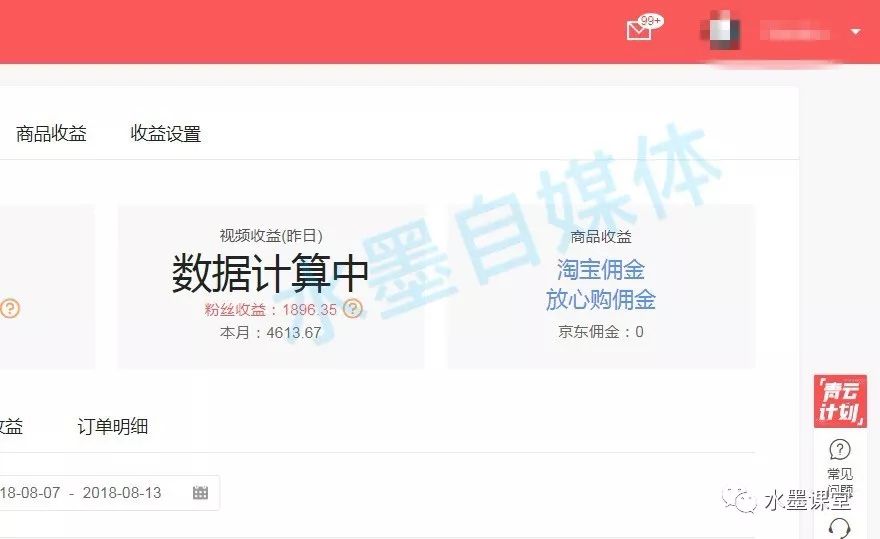 99+
商品收益 收益设置
视频收益(昨日)
数据计算中
粉丝收益：1896.35 ?
本月：4613.67
商品收益
淘宝佣金
放心购佣金
京东佣金：0
?
水墨自媒体
青云
计划
收益 订单明细
18-08-07 - 2018-08-13
?
常见
问题
水墨课堂